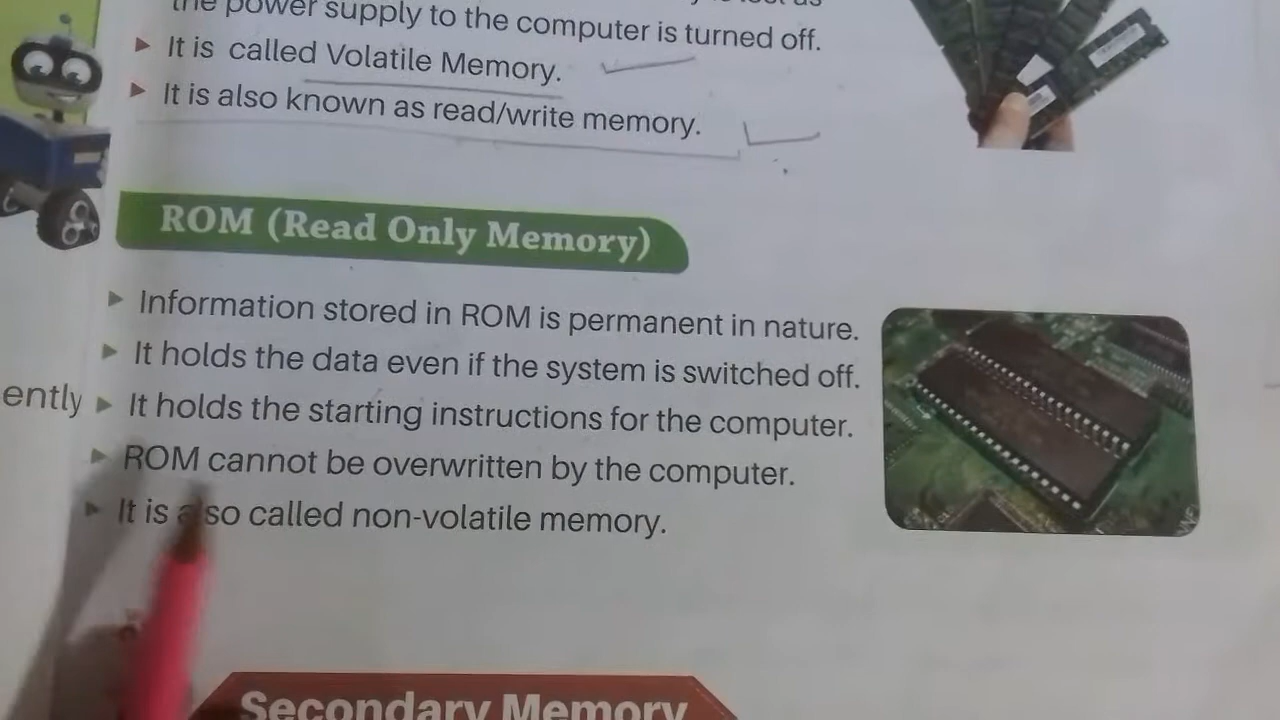 the power supply to the computer is turned off.
It is called Volatile Memory.
It is also known as read/write memory.
ROM (Read Only Memory)
Information stored in ROM is permanent in nature.
It holds the data even if the system is switched off.
ently
It holds the starting instructions for the computer.
ROM cannot be overwritten by the computer.
It is also called non-volatile memory.
Secondary Memory